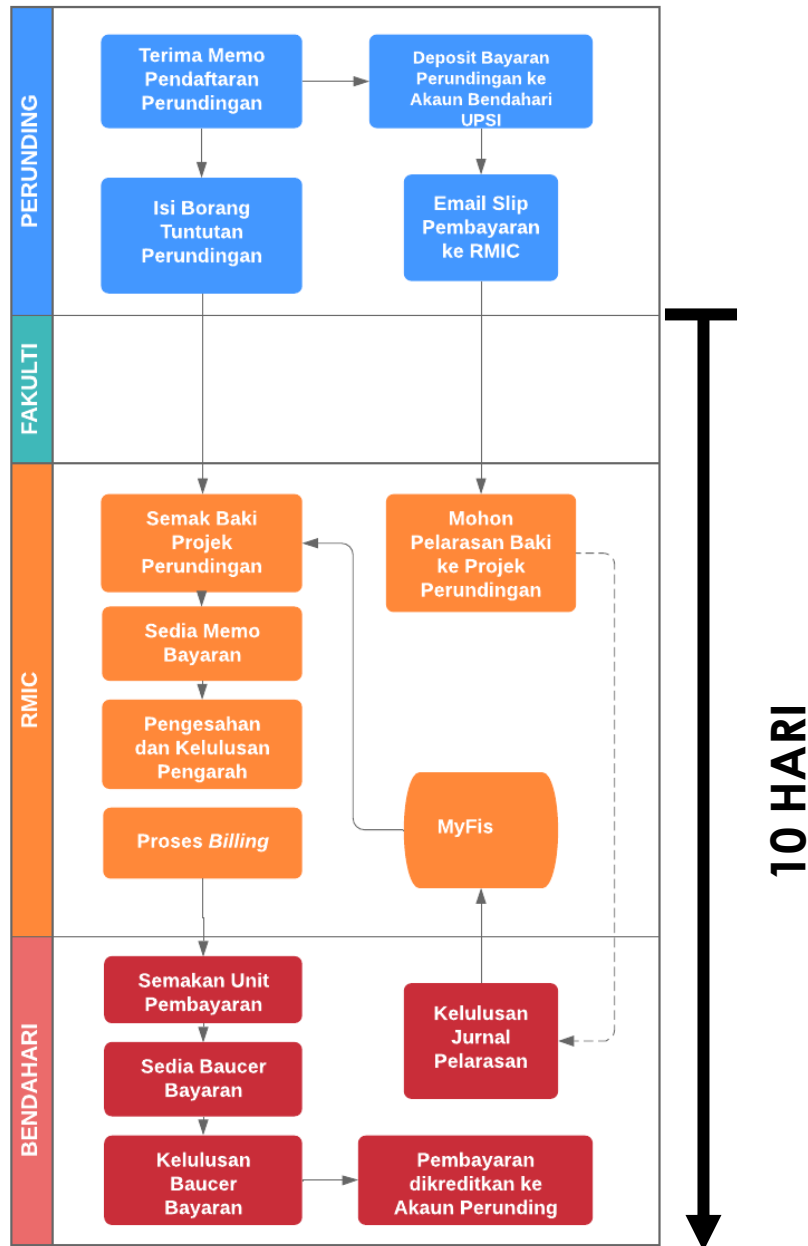 PERUNDING
Terima Memo
Pendaftaran
Perundingan
Deposit Bayaran
Perundingan ke
Akaun Bendahari
UPSI
Isi Borang
Tuntutan
Perundingan
Email Slip
Pembayaran
ke RMIC
FAKULTI
RMIC
Semak Baki
Projek
Perundingan
Mohon
Pelarasan Baki
ke Projek
Perundingan
Sedia Memo
Bayaran
Pengesahan
dan Kelulusan
Pengarah
Proses Billing
MyFis
10 HARI
BENDAHARI
Semakan Unit
Pembayaran
Kelulusan
Jurnal
Pelarasan
Sedia Baucer
Bayaran
Kelulusan
Baucer
Bayaran
Pembayaran
dikreditkan ke
Akaun Perunding